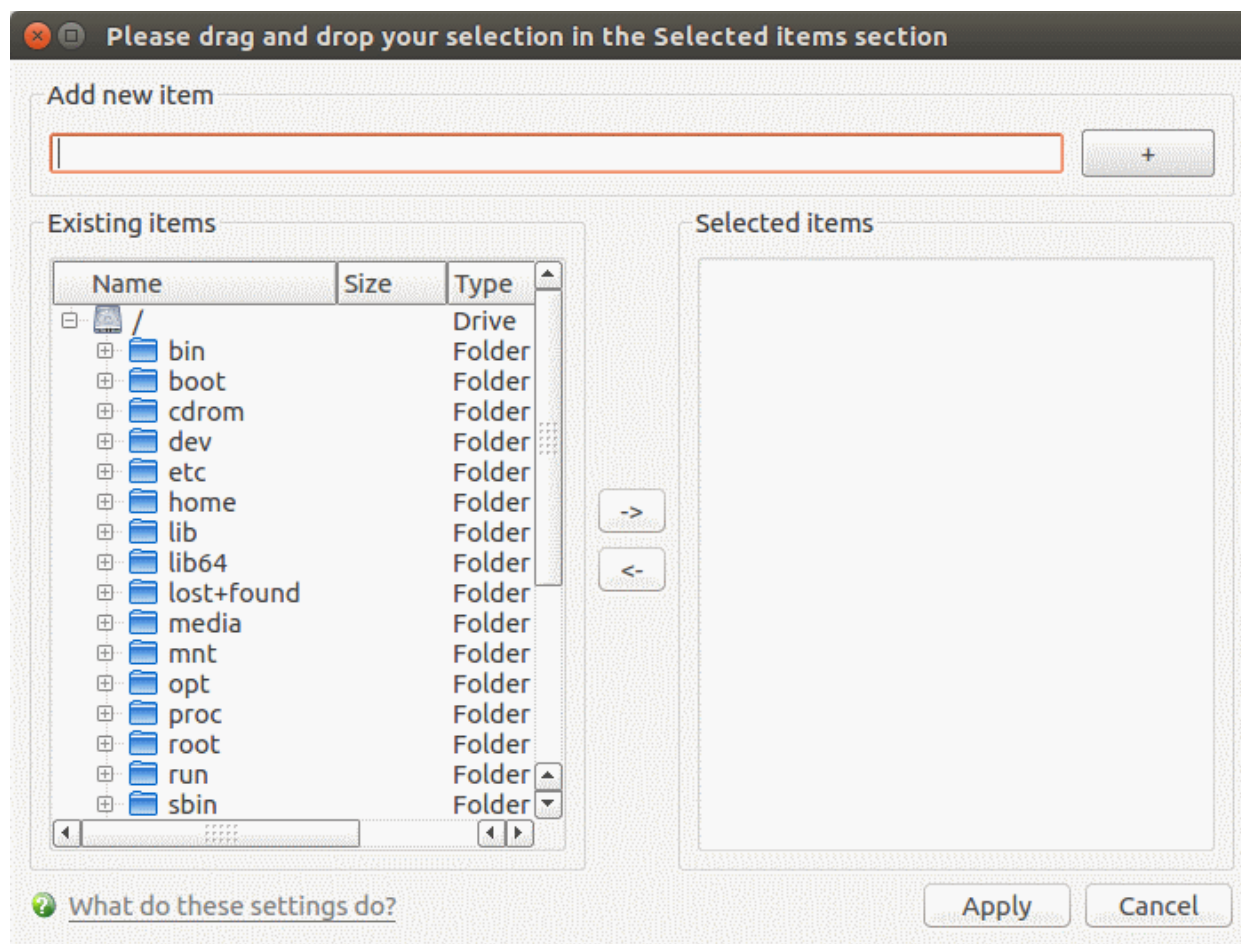 Please drag and drop your selection in the Selected items section
Add new item
+
Existing items
Selected items
Name Size Type
/ Drive
bin Folder
boot Folder
cdrom Folder
dev Folder
etc Folder
home Folder
lib Folder
lib64 Folder
lost+found Folder
media Folder
mnt Folder
opt Folder
proc Folder
root Folder
run Folder
sbin Folder
->
<-
What do these settings do?
Apply
Cancel